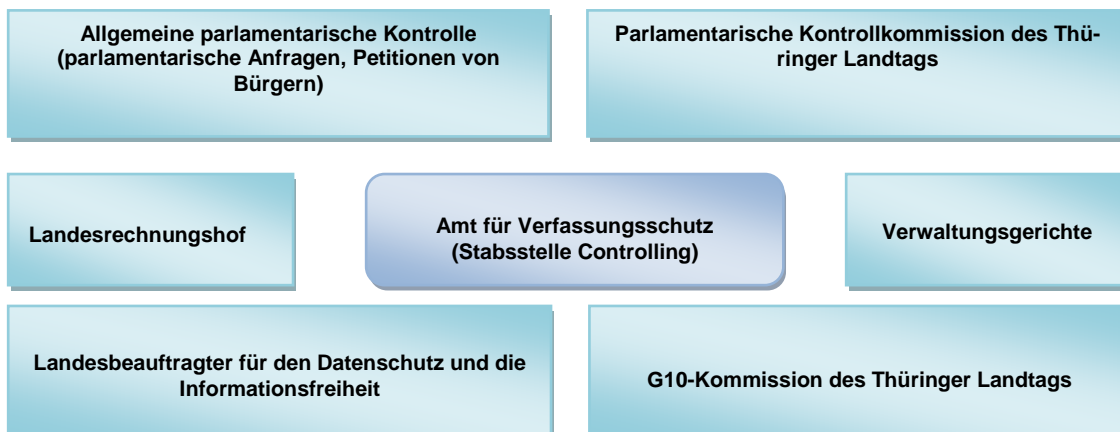 Allgemeine parlamentarische Kontrolle
(parlamentarische Anfragen, Petitionen von
Bürgern)
Parlamentarische Kontrollkommission des Thü-
ringer Landtags
Landesrechnungshof
Amt für Verfassungsschutz
(Stabsstelle Controlling)
Verwaltungsgerichte
Landesbeauftragter für den Datenschutz und die
Informationsfreiheit
G10-Kommission des Thüringer Landtags